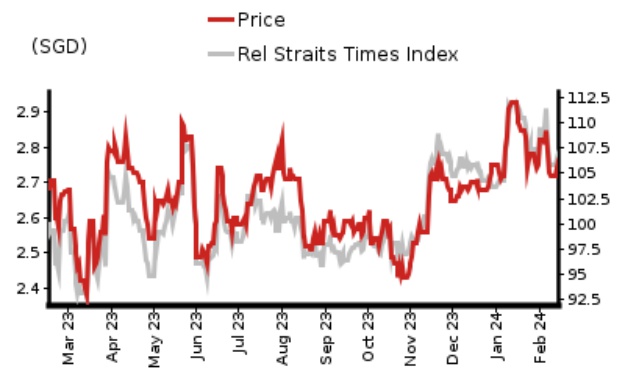 Price
(SGD)
Rel Straits Times Index
2.9
2.8
2.7
2.6
2.5
2.4
112.5
110
107.5
105
102.5
100
97.5
95
92.5
Mar 23
Apr 23
May 23
Jun 23
Jul 23
Aug 23
Sep 23
Oct 23
Nov 23
Dec 23
Jan 24
Feb 24